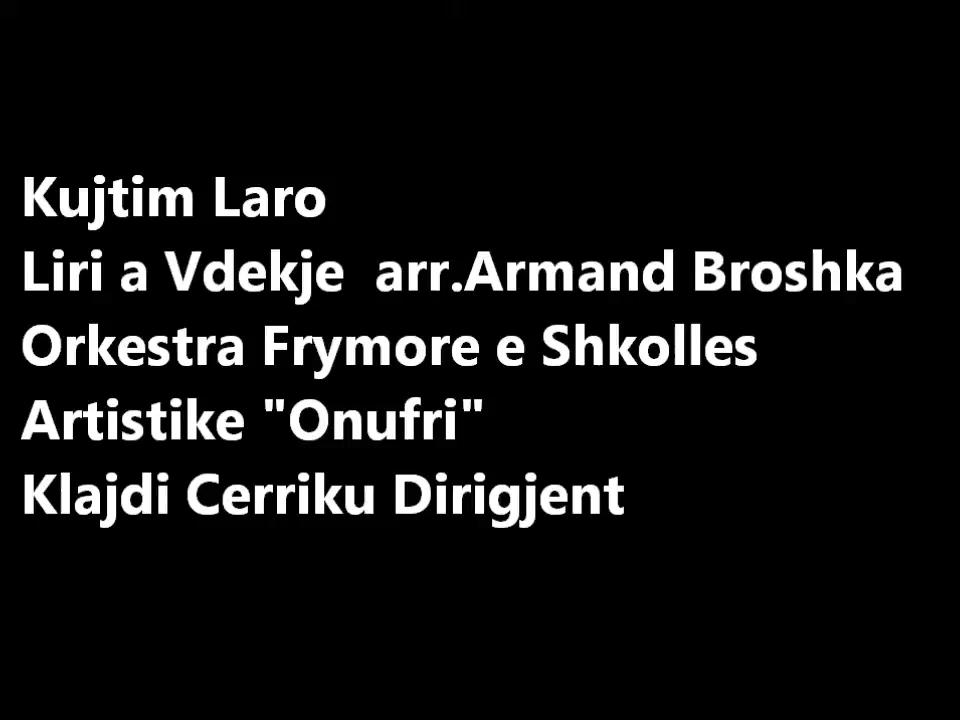 Kujtim Laro
Liri a Vdekje  arr.Armand Broshka
Orkestra Frymore e Shkolles
Artistike "Onufri"
Klajdi Cerriku Dirigjent